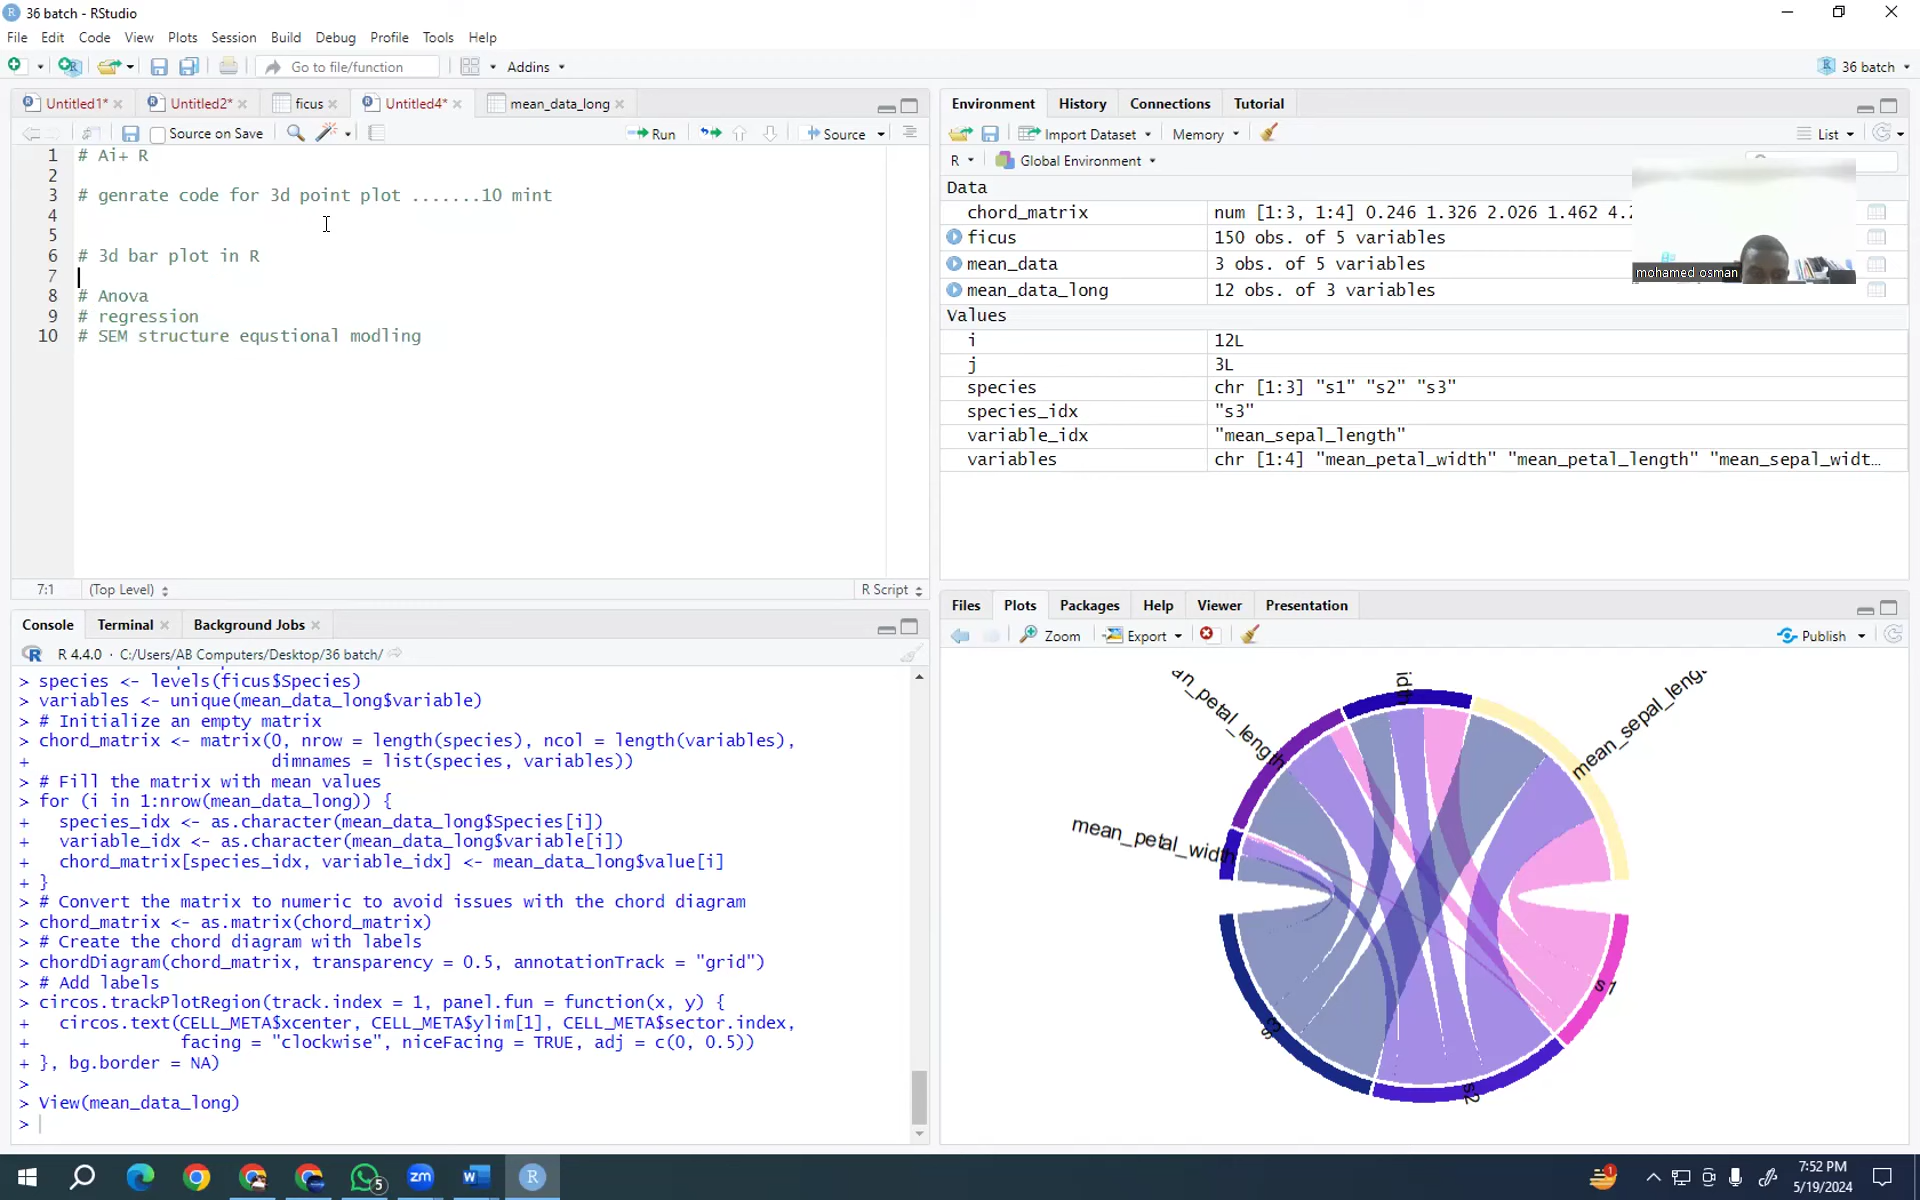 36 batch - RStudio
File Edit Code View Plots Session Build Debug Profile Tools Help
Go to file/function Addins 36 batch
Untitled1* Untitled2* ficus Untitled4* mean_data_long
Source on Save Run Source
1 # Ai+ R
2
3 # genrate code for 3d point plot .......10 mint
4
5
6 # 3d bar plot in R
7
8 # Anova
9 # regression
10 # SEM structure equstional modling
7:1 (Top Level) R Script
Console Terminal Background Jobs
R 4.4.0 · C:/Users/AB Computers/Desktop/36 batch/
> species <- levels(ficus$Species)
> variables <- unique(mean_data_long$variable)
> # Initialize an empty matrix
> chord_matrix <- matrix(0, nrow = length(species), ncol = length(variables),
+ dimnames = list(species, variables))
> # Fill the matrix with mean values
> for (i in 1:nrow(mean_data_long)) {
+ species_idx <- as.character(mean_data_long$Species[i])
+ variable_idx <- as.character(mean_data_long$variable[i])
+ chord_matrix[species_idx, variable_idx] <- mean_data_long$value[i]
+ }
> # Convert the matrix to numeric to avoid issues with the chord diagram
> chord_matrix <- as.matrix(chord_matrix)
> # Create the chord diagram with labels
> chordDiagram(chord_matrix, transparency = 0.5, annotationTrack = "grid")
> # Add labels
> circos.trackPlotRegion(track.index = 1, panel.fun = function(x, y) {
+ circos.text(CELL_META$xcenter, CELL_META$ylim[1], CELL_META$sector.index,
+ facing = "clockwise", niceFacing = TRUE, adj = c(0, 0.5))
+ }, bg.border = NA)
>
> View(mean_data_long)
>
Environment History Connections Tutorial
Import Dataset Memory List
R Global Environment
Data
chord_matrix num [1:3, 1:4] 0.246 1.326 2.026 1.462 4.2
ficus 150 obs. of 5 variables
mean_data 3 obs. of 5 variables
mean_data_long 12 obs. of 3 variables
Values
i 12L
j 3L
species chr [1:3] "s1" "s2" "s3"
species_idx "s3"
variable_idx "mean_sepal_length"
variables chr [1:4] "mean_petal_width" "mean_petal_length" "mean_sepal_widt...
mohamed osman
Files Plots Packages Help Viewer Presentation
Zoom Export Publish
an_petal_length
idth
mean_sepal_leng
mean_petal_width
s1
s3
s2
5
zm
1
7:52 PM
5/19/2024